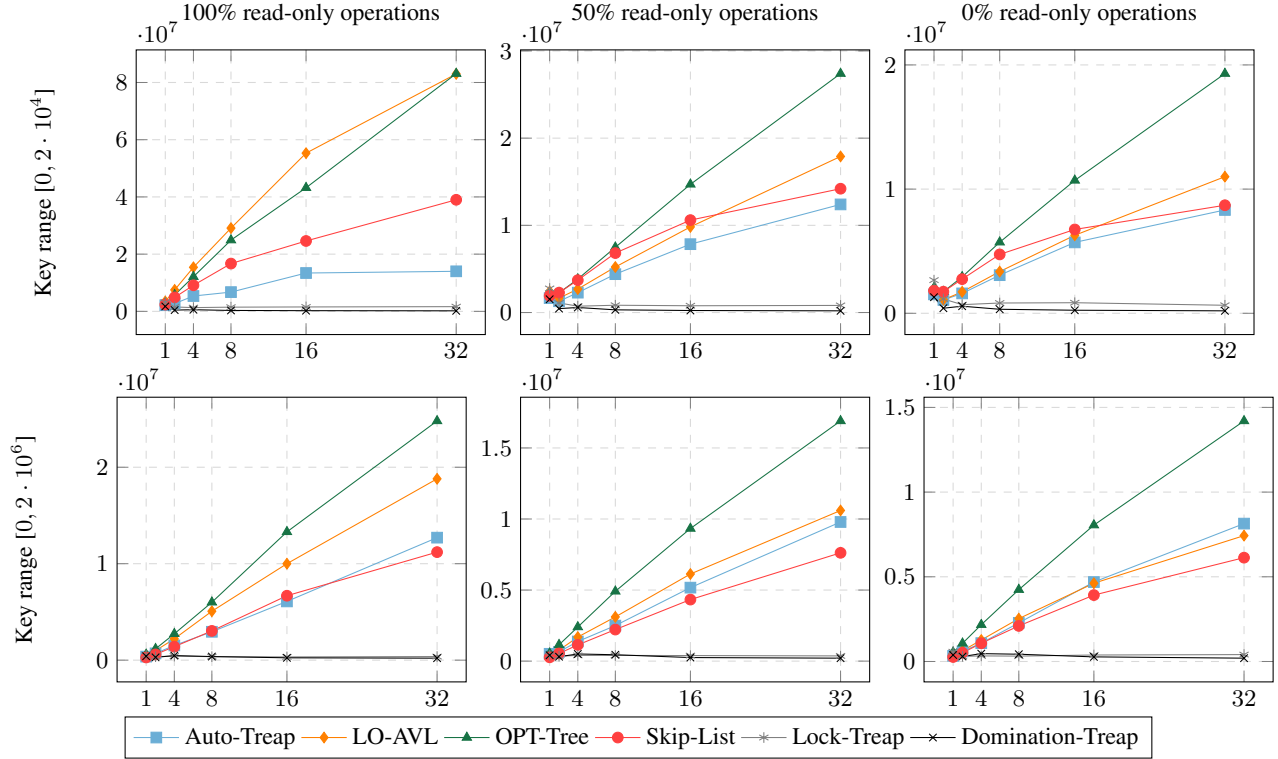 100% read-only operations
50% read-only operations
0% read-only operations
·10^7
·10^7
·10^7
Key range [0, 2 · 10^4]
8
6
4
2
0
1 4 8 16 32
3
2
1
0
1 4 8 16 32
2
1
0
1 4 8 16 32
·10^7
·10^7
·10^7
Key range [0, 2 · 10^6]
2
1
0
1 4 8 16 32
1.5
1
0.5
0
1 4 8 16 32
1.5
1
0.5
0
1 4 8 16 32
Auto-Treap LO-AVL OPT-Tree Skip-List Lock-Treap Domination-Treap